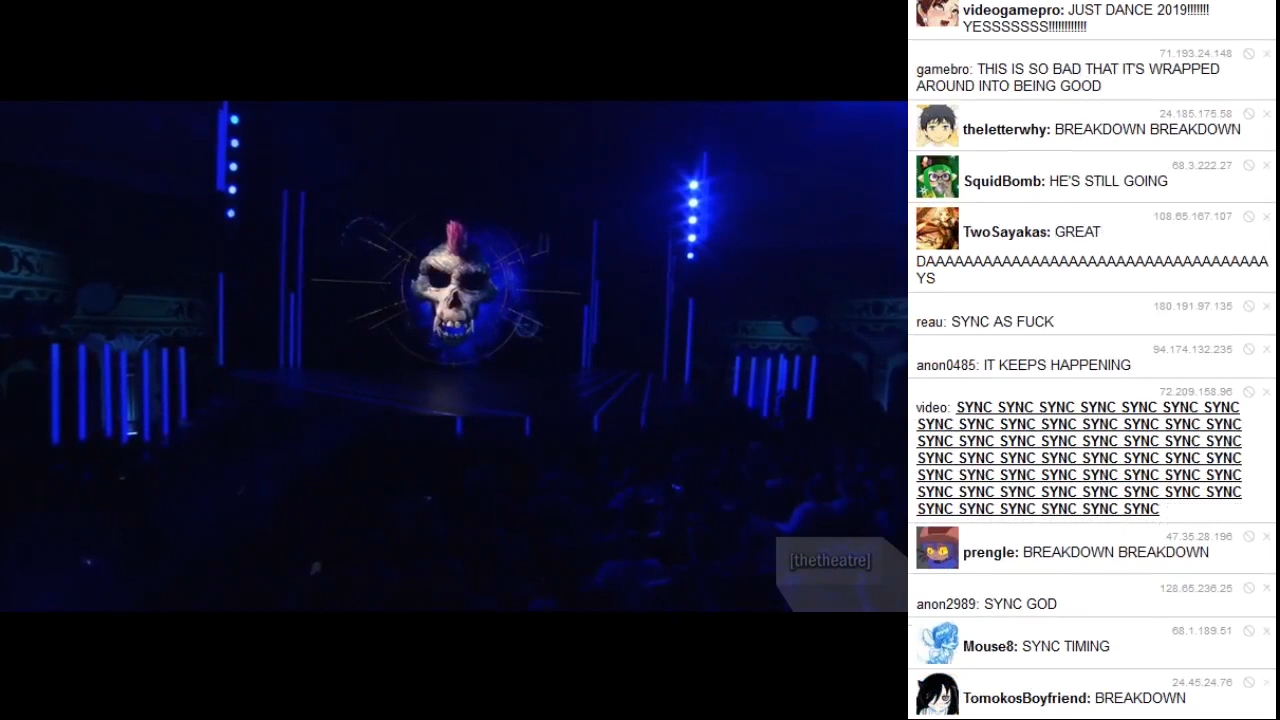 videogamepro: JUST DANCE 2019!!!!!!!
YESSSSSSS!!!!!!!!!!!!
71.193.24.148
gamebro: THIS IS SO BAD THAT IT'S WRAPPED
AROUND INTO BEING GOOD
24.185.175.58
theletterwhy: BREAKDOWN BREAKDOWN
68.3.222.27
SquidBomb: HE'S STILL GOING
108.65.167.107
TwoSayakas: GREAT
DAAAAAAAAAAAAAAAAAAAAAAAAAAAAAAAAAAAAA
YS
180.191.97.135
reau: SYNC AS FUCK
94.174.132.235
anon0485: IT KEEPS HAPPENING
72.209.158.96
video: SYNC SYNC SYNC SYNC SYNC SYNC SYNC
SYNC SYNC SYNC SYNC SYNC SYNC SYNC SYNC
SYNC SYNC SYNC SYNC SYNC SYNC SYNC SYNC
SYNC SYNC SYNC SYNC SYNC SYNC SYNC SYNC
SYNC SYNC SYNC SYNC SYNC SYNC SYNC SYNC
SYNC SYNC SYNC SYNC SYNC SYNC SYNC SYNC
SYNC SYNC SYNC SYNC SYNC SYNC
47.35.28.196
prengle: BREAKDOWN BREAKDOWN
128.65.236.25
anon2989: SYNC GOD
68.1.189.51
Mouse8: SYNC TIMING
24.45.24.76
TomokosBoyfriend: BREAKDOWN
[thetheatre]